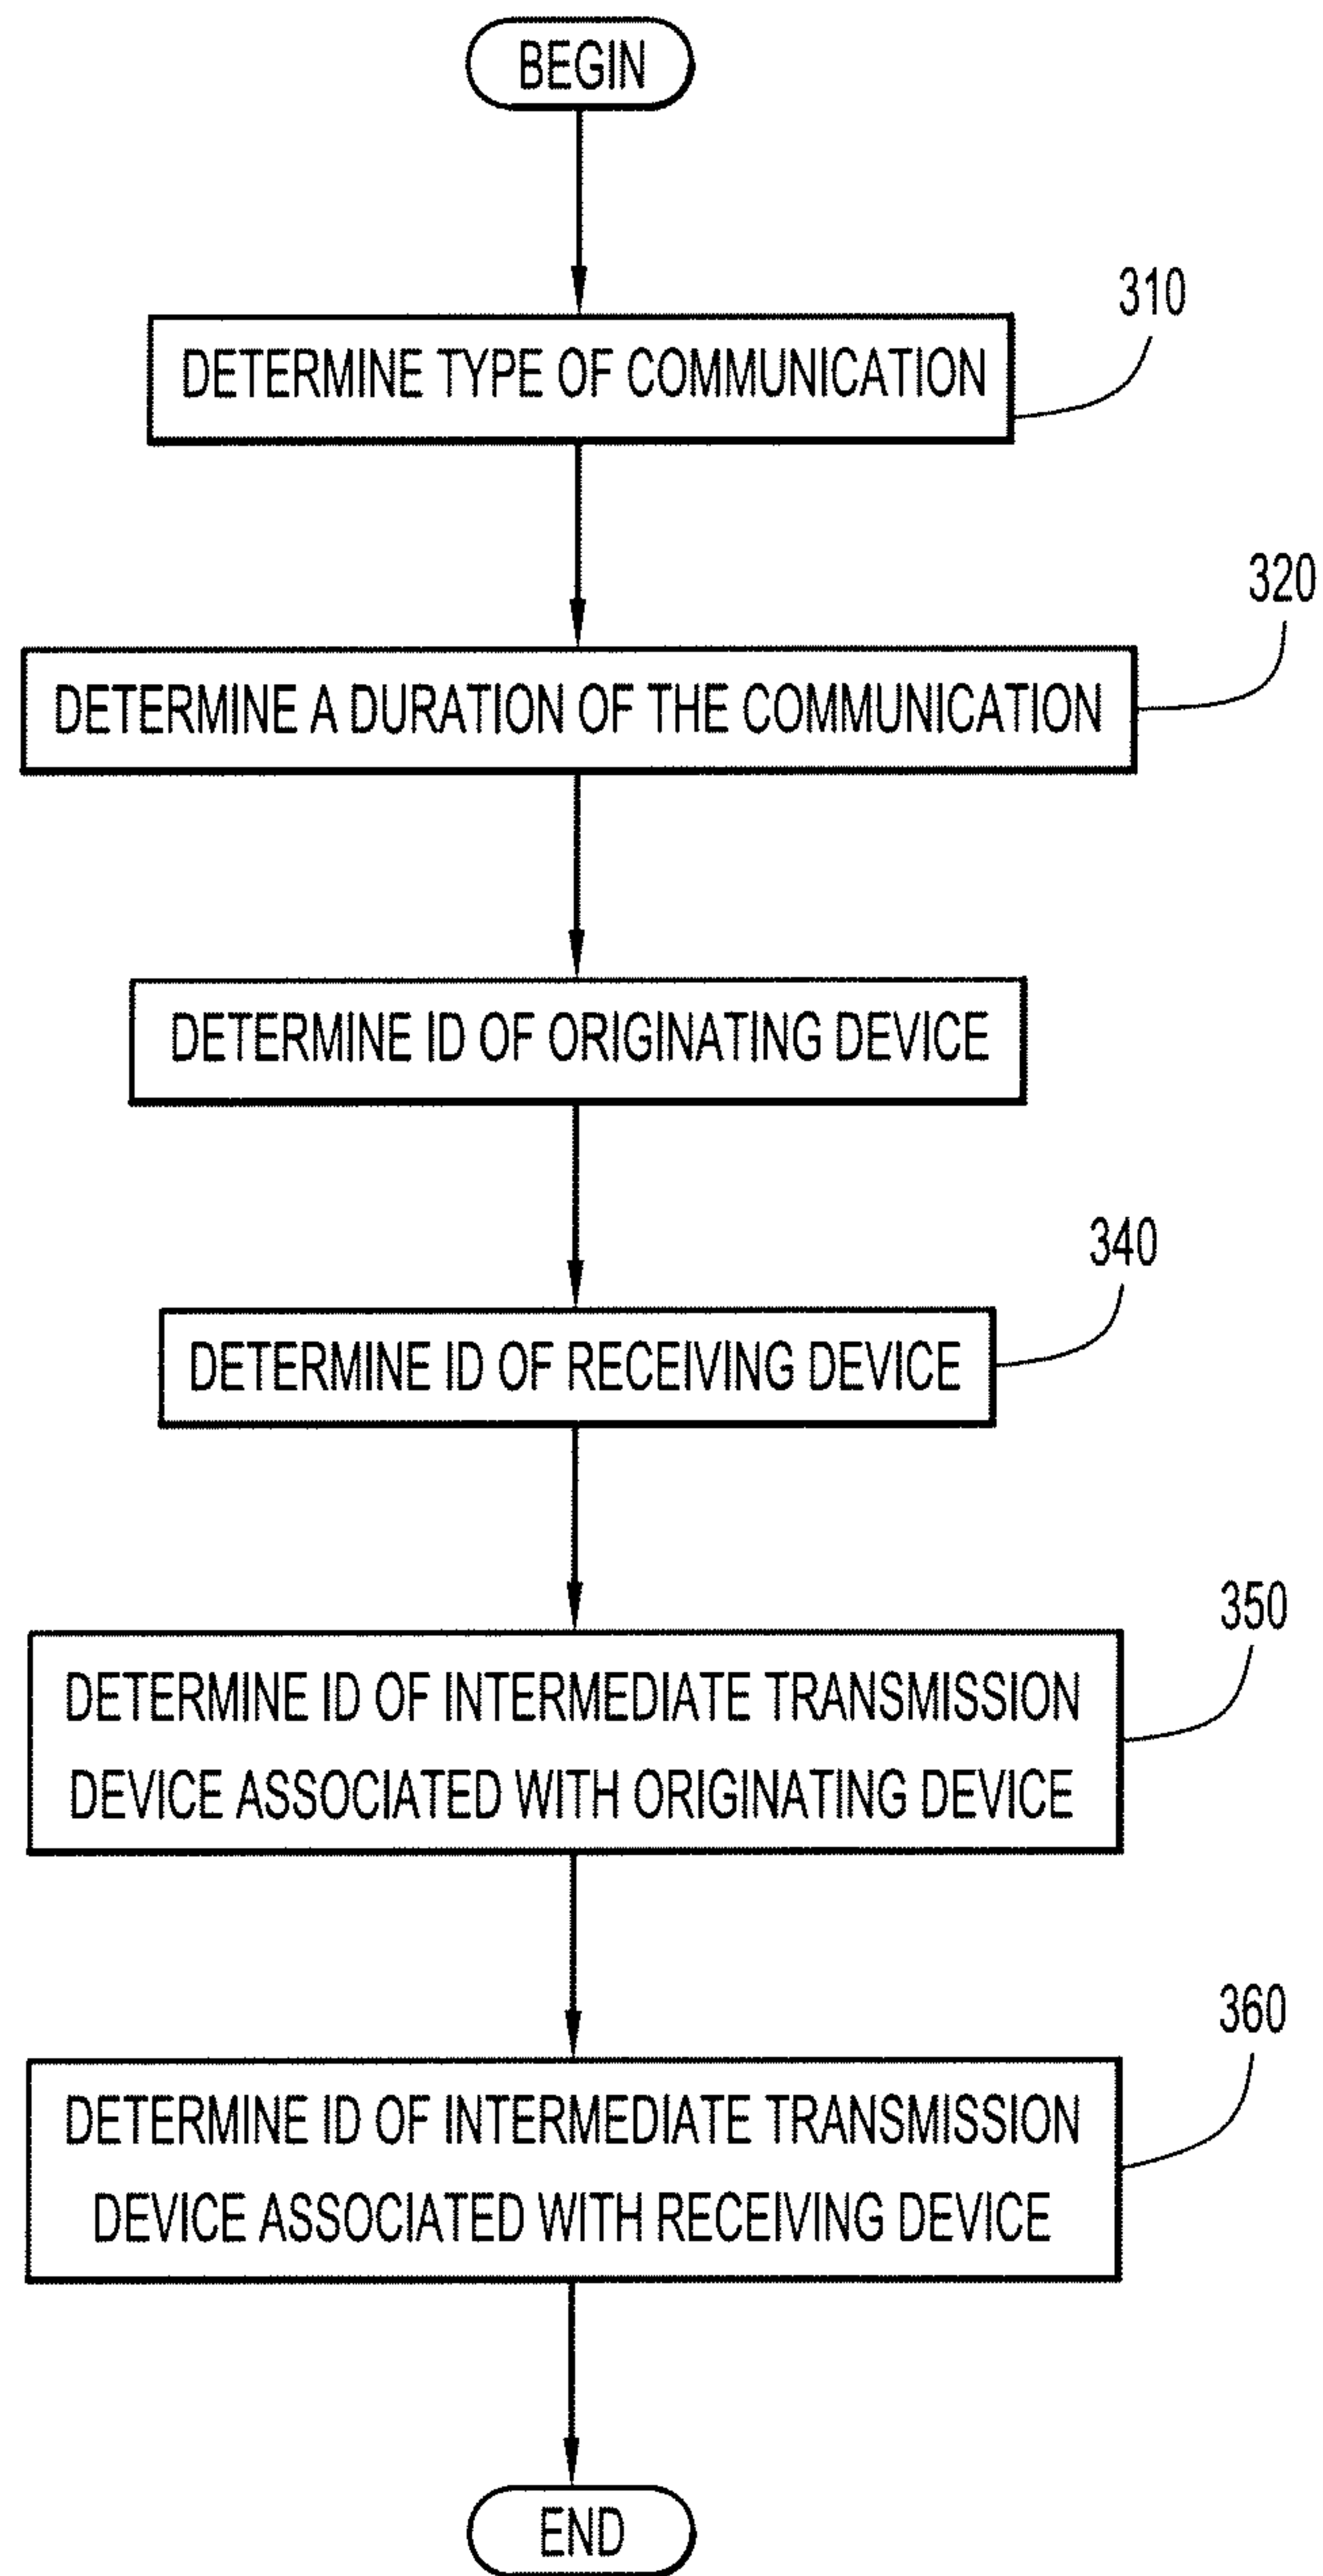 BEGIN
310
DETERMINE TYPE OF COMMUNICATION
320
DETERMINE A DURATION OF THE COMMUNICATION
DETERMINE ID OF ORIGINATING DEVICE
340
DETERMINE ID OF RECEIVING DEVICE
350
DETERMINE ID OF INTERMEDIATE TRANSMISSION
DEVICE ASSOCIATED WITH ORIGINATING DEVICE
360
DETERMINE ID OF INTERMEDIATE TRANSMISSION
DEVICE ASSOCIATED WITH RECEIVING DEVICE
END